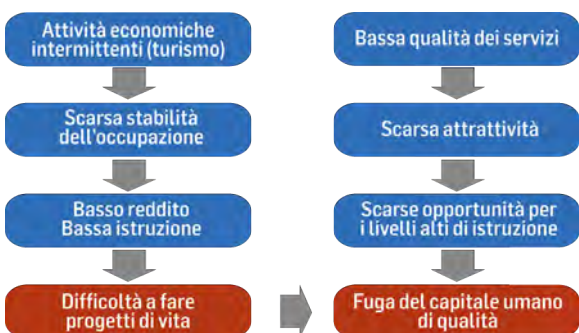 Attività economiche
intermittenti (turismo)
Scarsa stabilità
dell'occupazione
Basso reddito
Bassa istruzione
Difficoltà a fare
progetti di vita
Bassa qualità dei servizi
Scarsa attrattività
Scarse opportunità per
i livelli alti di istruzione
Fuga del capitale umano
di qualità